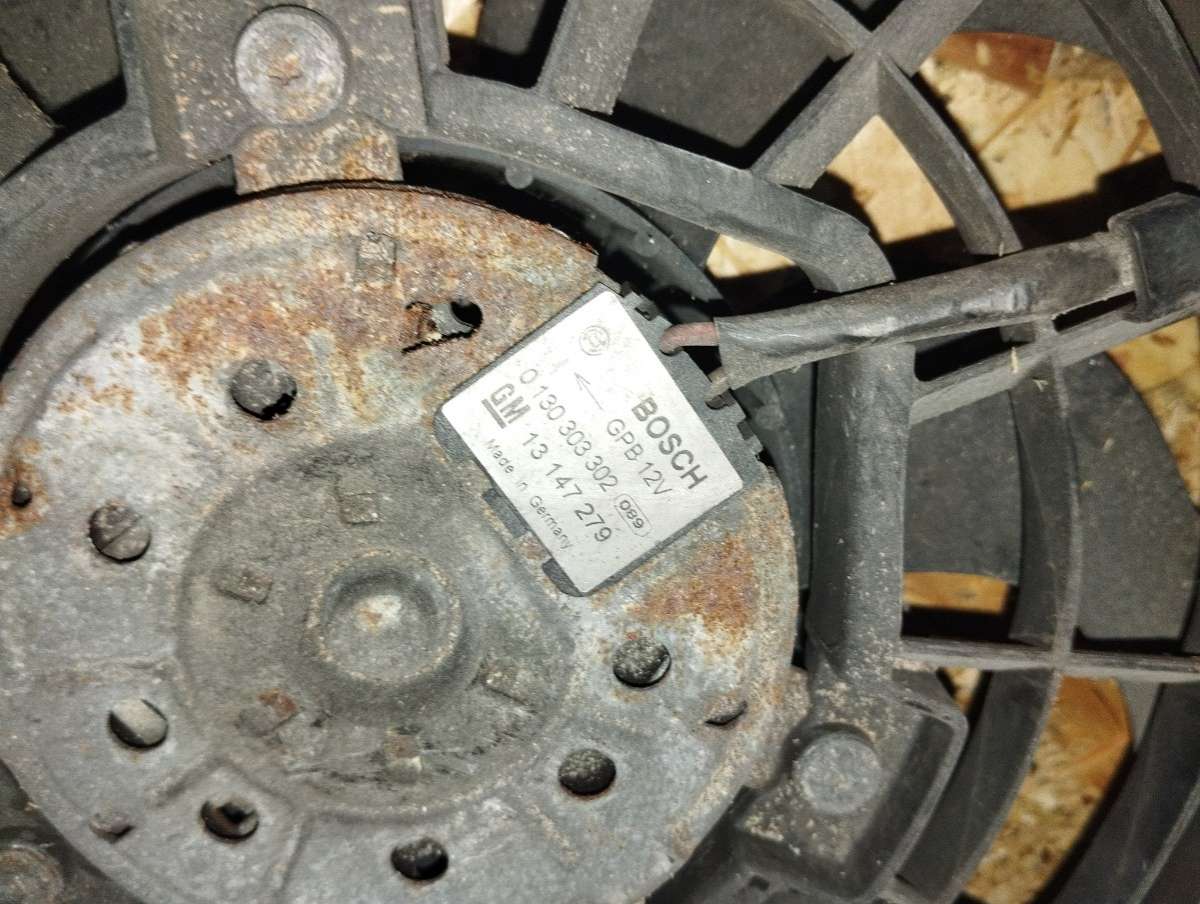 BOSCH
GPB 12V
0 130 303 302 089
GM 13 147 279
Made in Germany